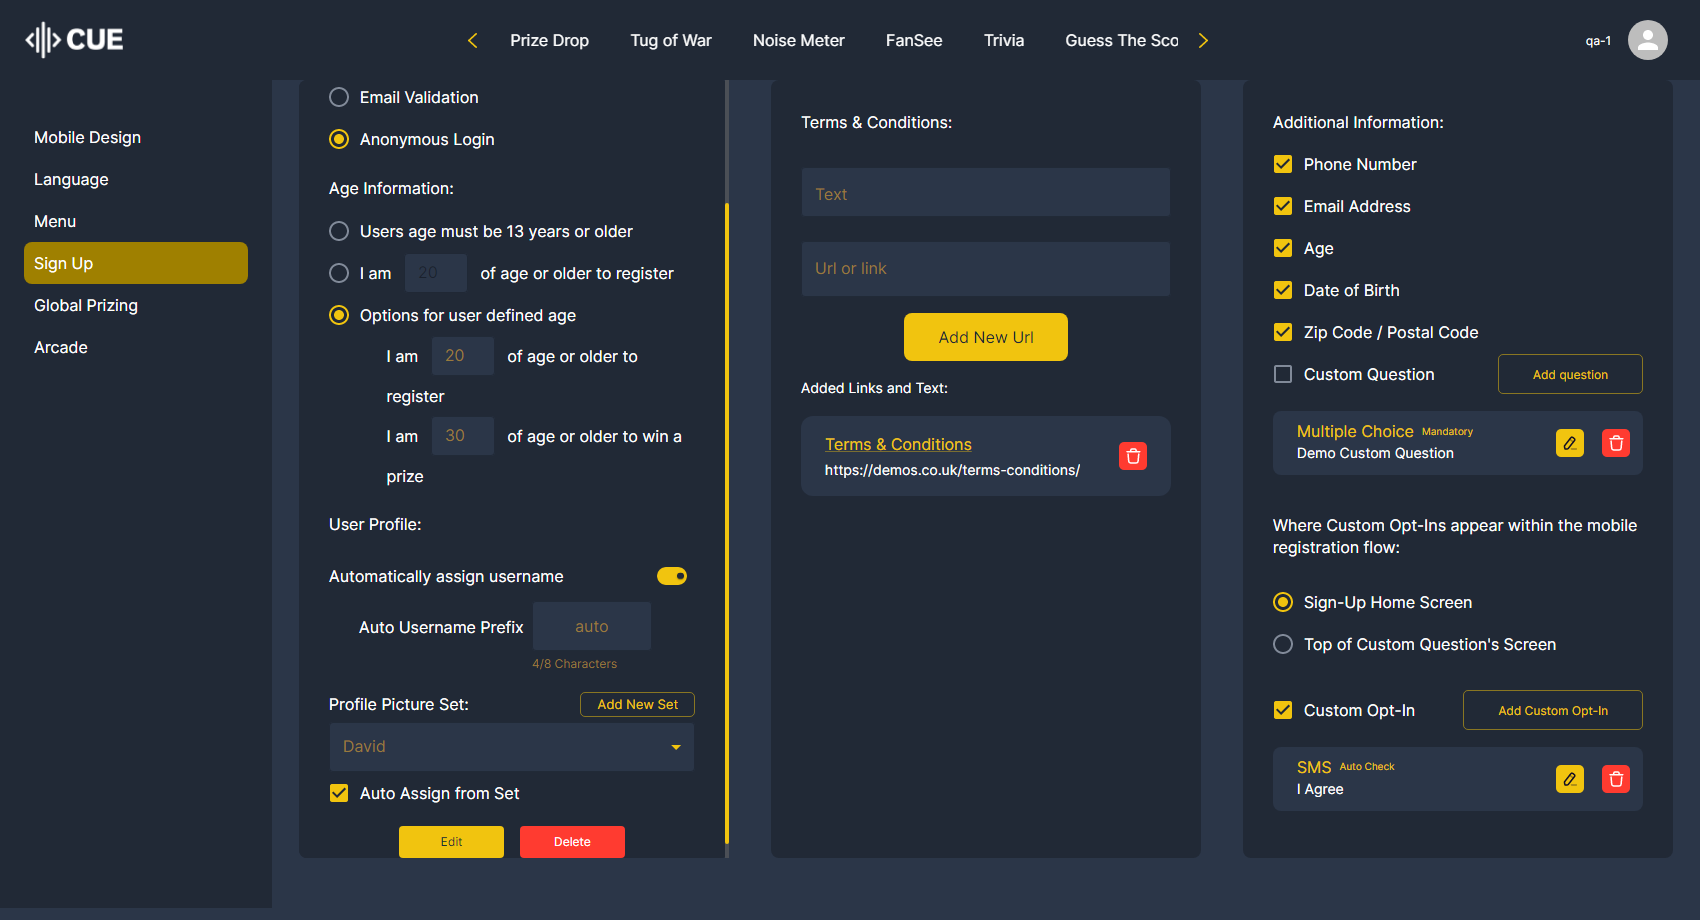 CUE
Prize Drop
Tug of War
Noise Meter
FanSee
Trivia
Guess The Sco
qa-1
Mobile Design
Language
Menu
Sign Up
Global Prizing
Arcade
Email Validation
Anonymous Login
Age Information:
Users age must be 13 years or older
I am 20 of age or older to register
Options for user defined age
I am 20 of age or older to
register
I am 30 of age or older to win a
prize
User Profile:
Automatically assign username
Auto Username Prefix auto
4/8 Characters
Profile Picture Set: Add New Set
David
Auto Assign from Set
Edit Delete
Terms & Conditions:
Text
Url or link
Add New Url
Added Links and Text:
Terms & Conditions
https://demos.co.uk/terms-conditions/
Additional Information:
Phone Number
Email Address
Age
Date of Birth
Zip Code / Postal Code
Custom Question Add question
Multiple Choice Mandatory
Demo Custom Question
Where Custom Opt-Ins appear within the mobile
registration flow:
Sign-Up Home Screen
Top of Custom Question's Screen
Custom Opt-In Add Custom Opt-In
SMS Auto Check
I Agree